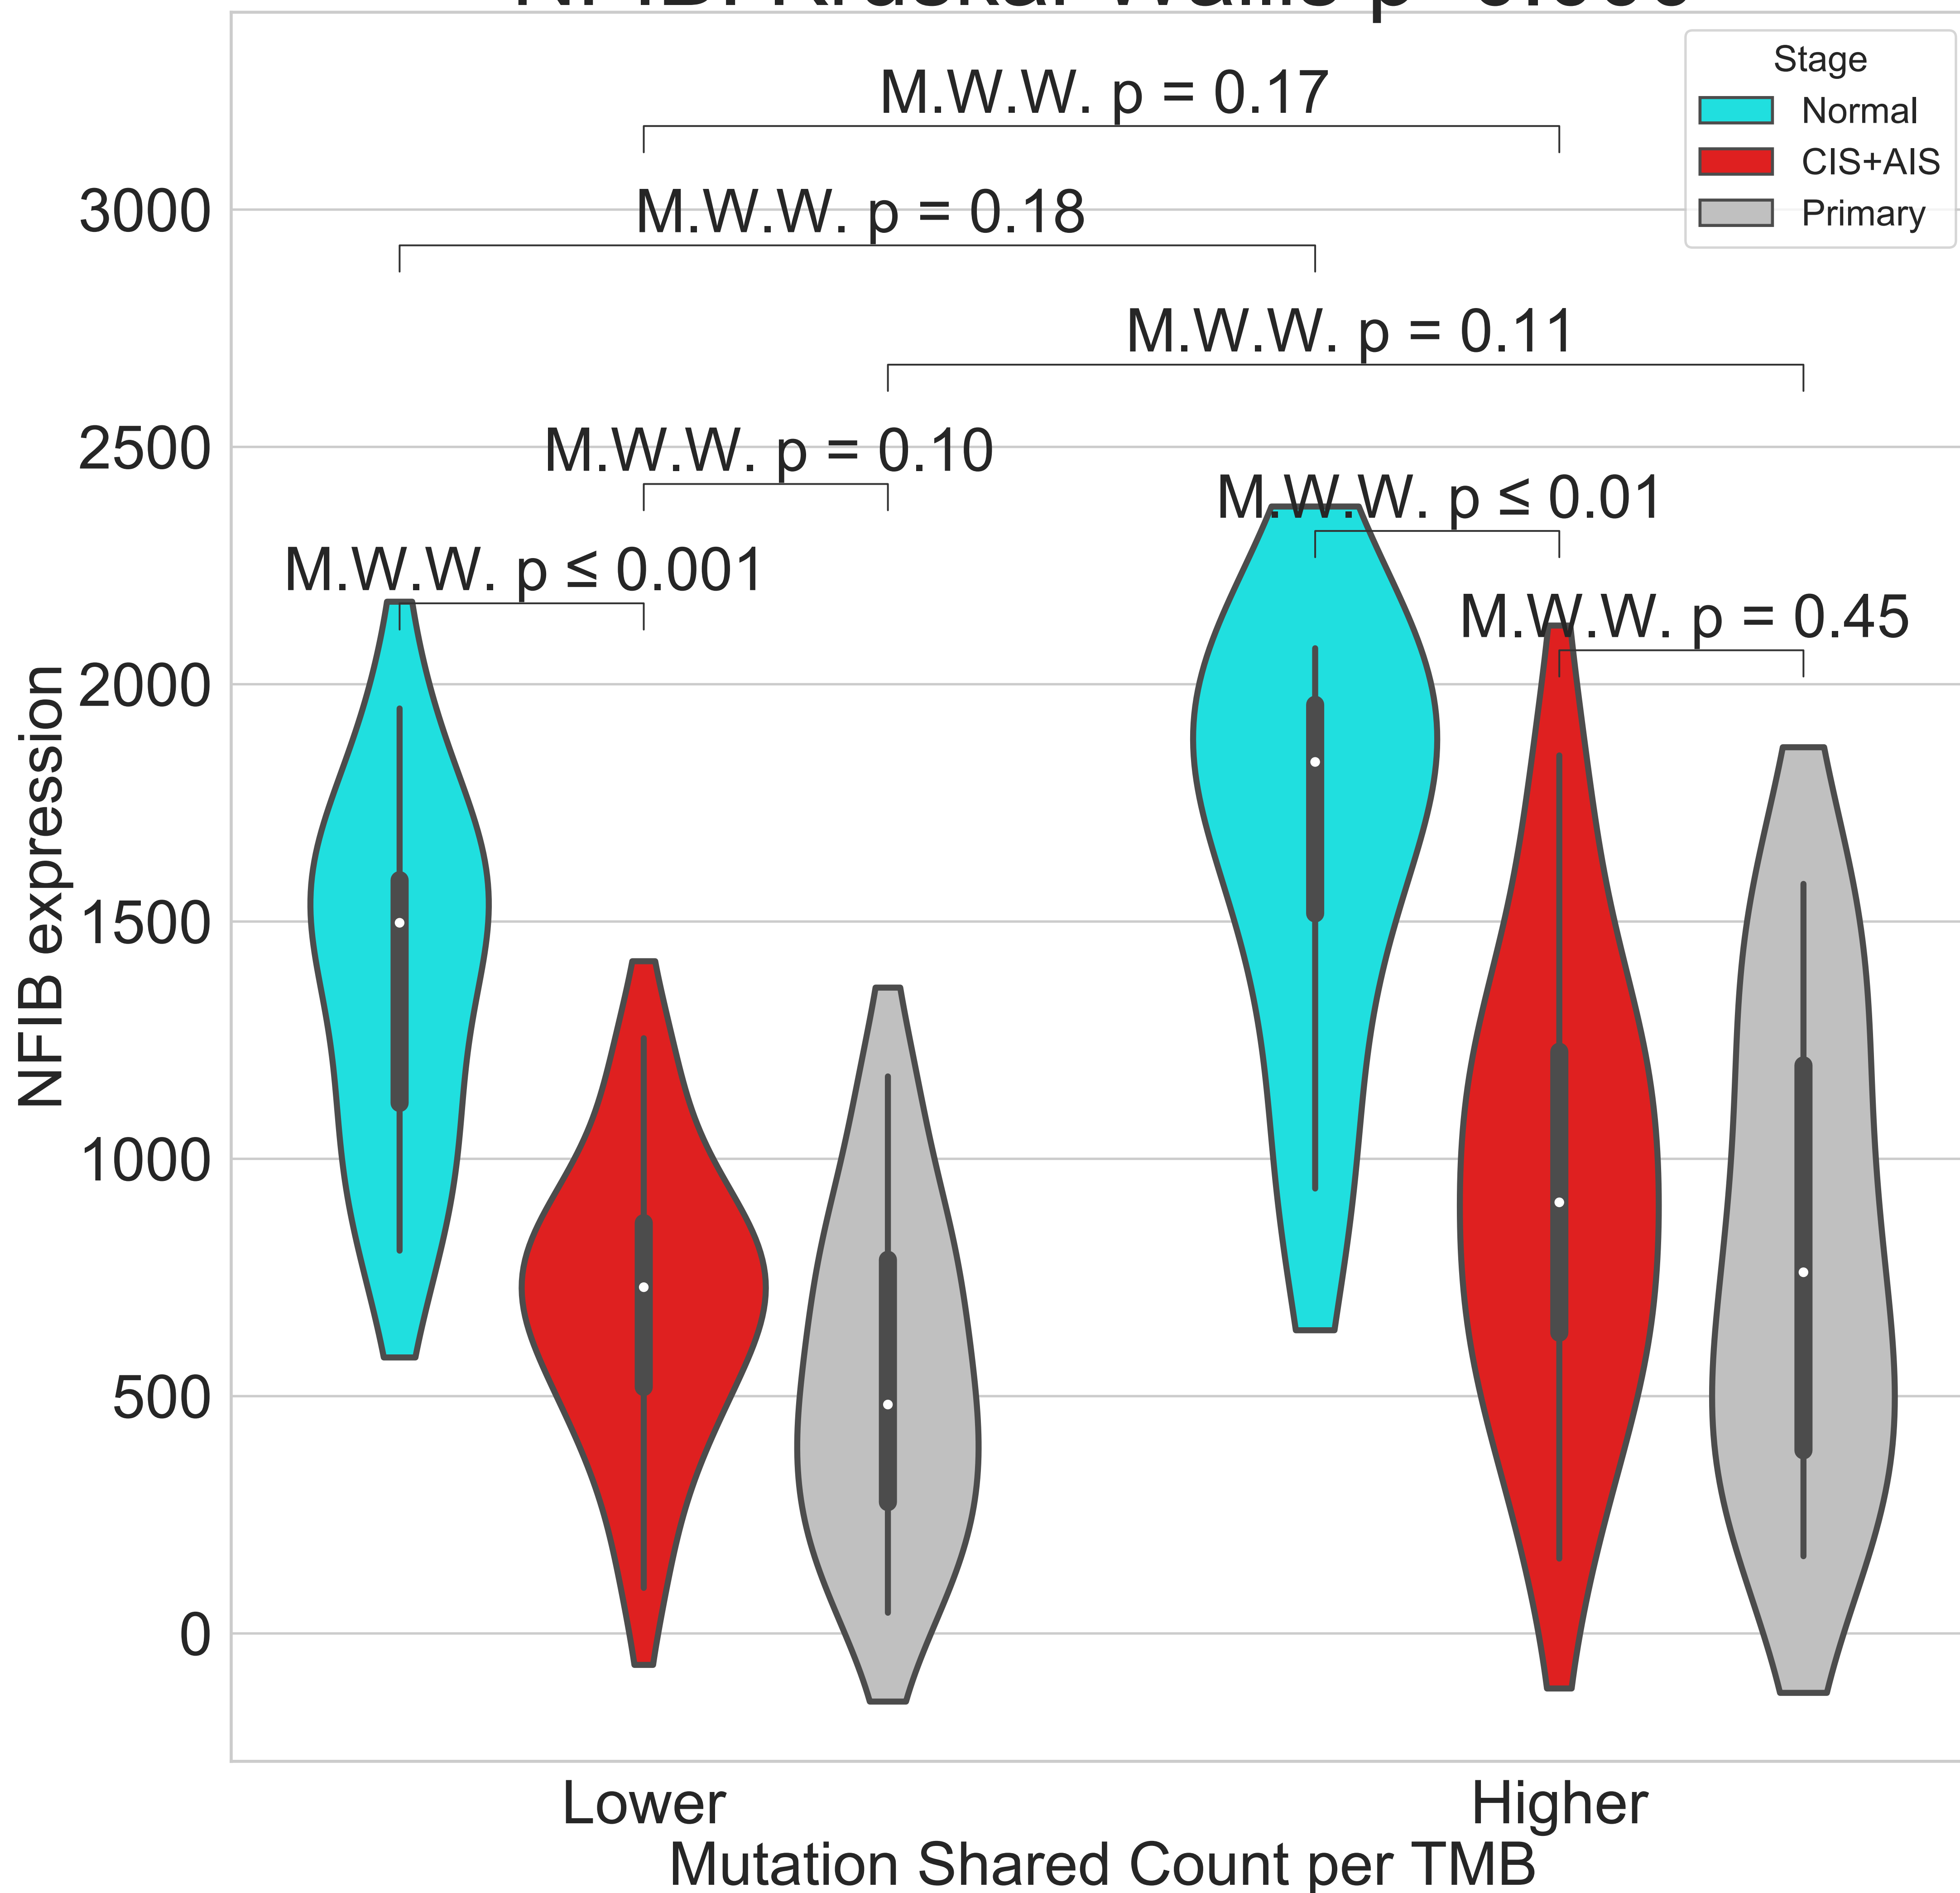 Stage
Normal
CIS+AIS
Primary
M.W.W. p = 0.17
M.W.W. p = 0.18
M.W.W. p = 0.11
M.W.W. p = 0.10
M.W.W. p ≤ 0.01
M.W.W. p ≤ 0.001
M.W.W. p = 0.45
3000
2500
2000
1500
1000
500
0
NFIB expression
Lower
Higher
Mutation Shared Count per TMB